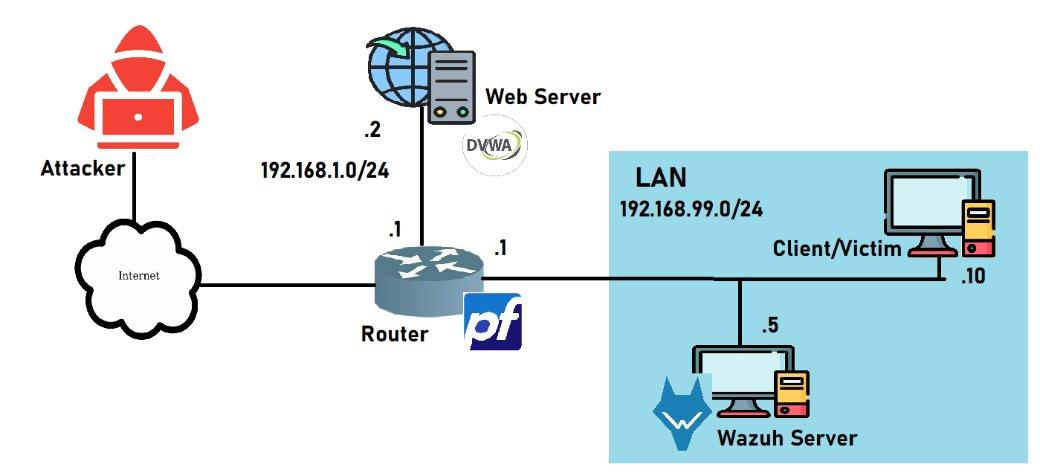 Web Server
.2
DVWA
Attacker
192.168.1.0/24
LAN
192.168.99.0/24
.1
.1
Client/Victim
Internet
.10
Router
pf
.5
W
Wazuh Server